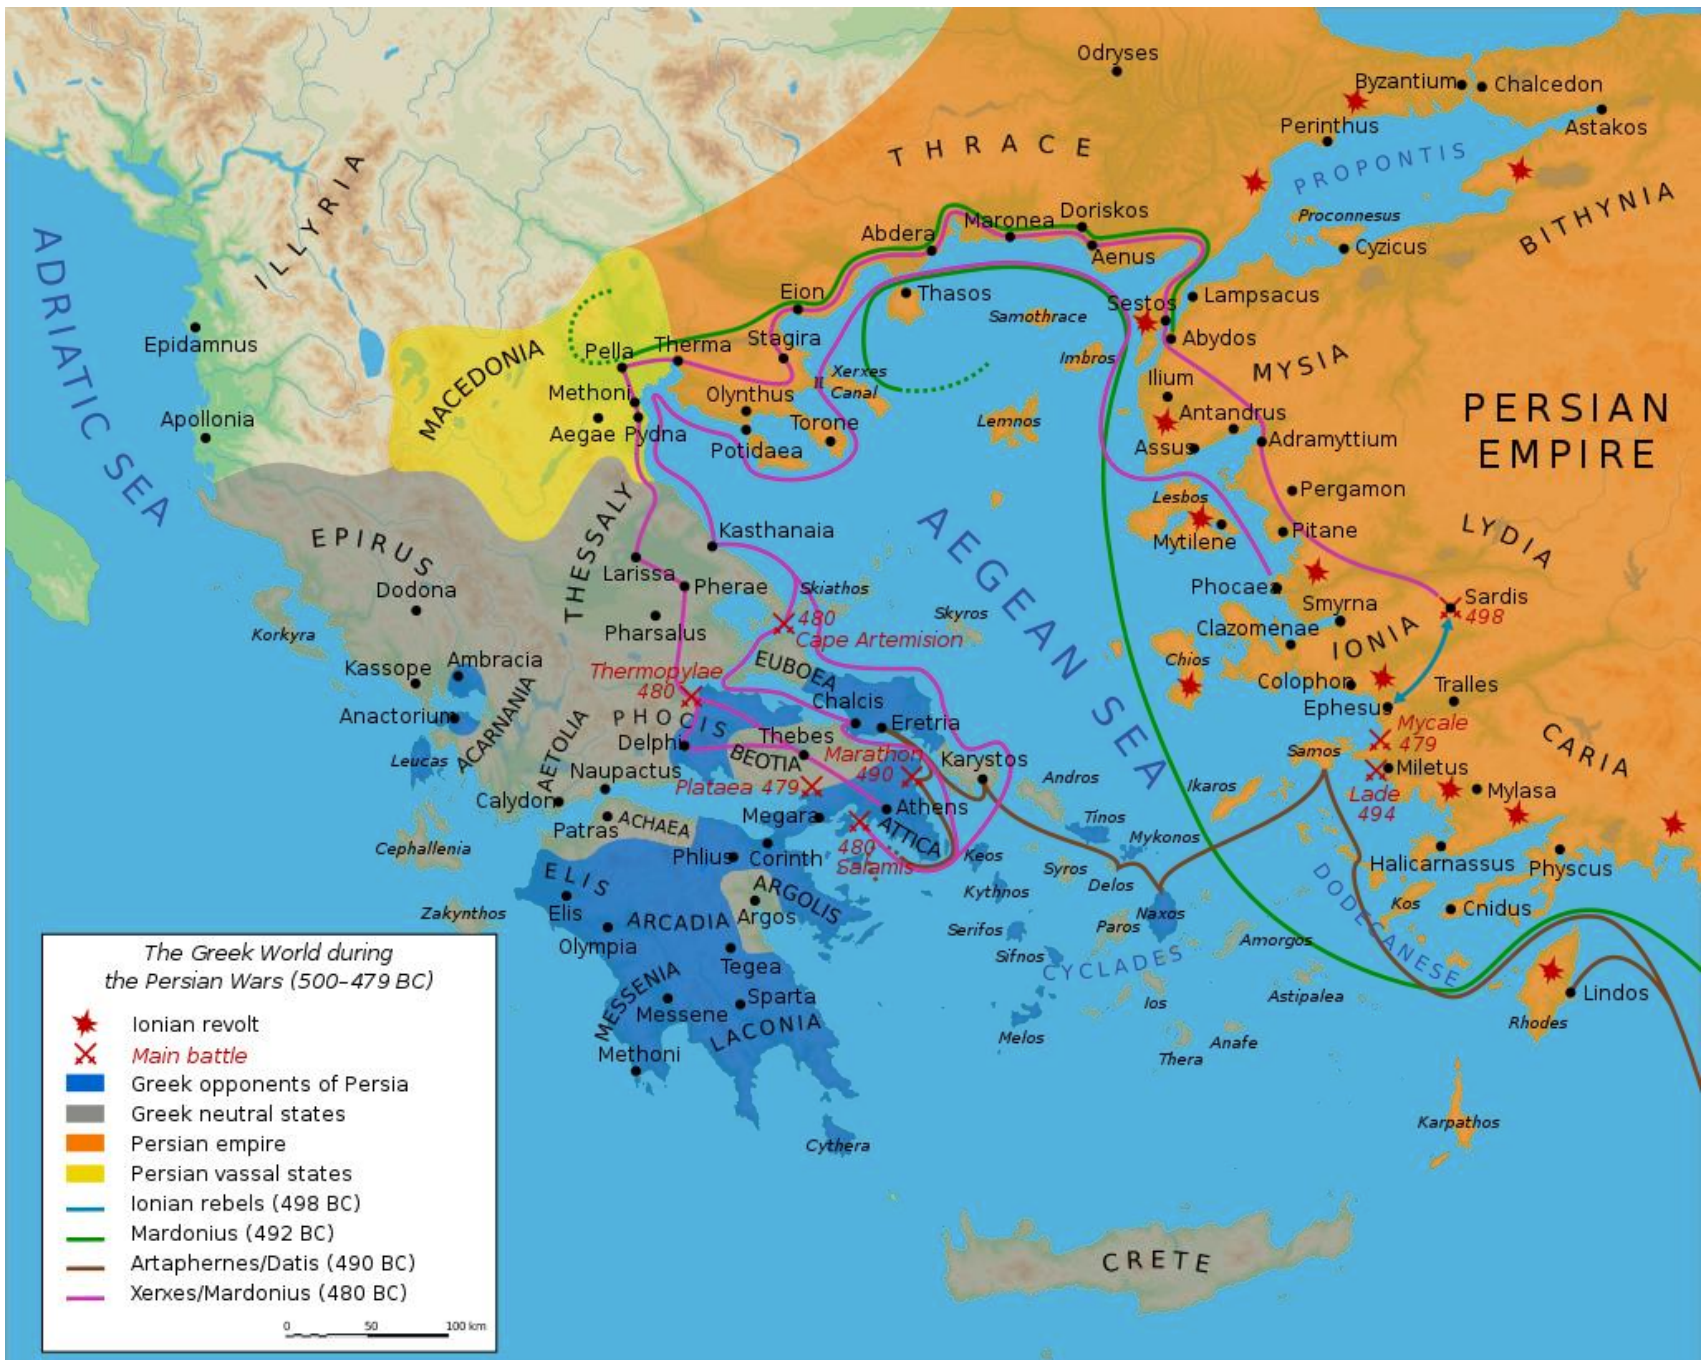 Odryses
Byzantium
Chalcedon
Perinthus
Astakos
THRACE
PROPONTIS
BITHYNIA
ILLYRIA
ADRIATIC SEA
Proconnesus
Cyzicus
Doriskos
Maronea
Abdera
Aenus
Eion
Thasos
Sestos
Lampsacus
Samothrace
Abydos
Epidamnus
Stagira
Therma
Pella
MACEDONIA
Imbros
MYSIA
Xerxes
Canal
Ilium
Methoni
Olynthus
Apollonia
Aegae
Pydna
Torone
Lemnos
Antandrus
PERSIAN
EMPIRE
Potidaea
Assus
Adramyttium
Pergamon
Lesbos
THESSALY
EPIRUS
Kasthanaia
AEGEAN SEA
Mytilene
Pitane
LYDIA
Larissa
Pherae
Skiathos
Phocaea
Dodona
Sardis
498
Smyrna
Skyros
480
Cape Artemision
Korkyra
Pharsalus
Clazomenae
IONIA
Kassope
Ambracia
Thermopylae
480
EUBOEA
Chios
Colophon
Tralles
Chalcis
Anactorium
ACARNANIA
PHOCIS
Eretria
Ephesus
Mycale
479
AETOLIA
Delphi
Thebes
BEOTIA
Marathon
490
Karystos
Samos
CARIA
Leucas
Naupactus
Plataea 479
Andros
Ikaros
Miletus
Lade
494
Mylasa
Calydon
Athens
Megara
ATTICA
Tinos
Patras
ACHAEA
480
Salamis
Mykonos
Cephallenia
Phlius
Corinth
Keos
Syros
Delos
Halicarnassus
Physcus
ELIS
ARGOLIS
Kythnos
DODECANESE
Kos
Cnidus
Zakynthos
Elis
ARCADIA
Argos
Naxos
Paros
Serifos
Olympia
Amorgos
Sifnos
CYCLADES
Tegea
MESSENIA
Messene
Sparta
LACONIA
Ios
Astipalea
Lindos
Rhodes
Melos
Methoni
Thera
Anafe
Cythera
Karpathos
CRETE
The Greek World during
the Persian Wars (500–479 BC)
Ionian revolt
Main battle
Greek opponents of Persia
Greek neutral states
Persian empire
Persian vassal states
Ionian rebels (498 BC)
Mardonius (492 BC)
Artaphernes/Datis (490 BC)
Xerxes/Mardonius (480 BC)
0 50 100 km